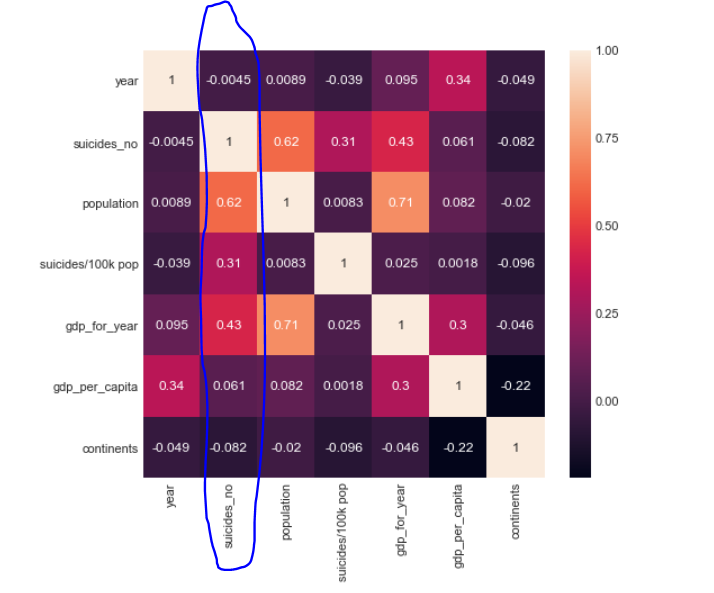 year 1 -0.0045 0.0089 -0.039 0.095 0.34 -0.049
suicides_no -0.0045 1 0.62 0.31 0.43 0.061 -0.082
population 0.0089 0.62 1 0.0083 0.71 0.082 -0.02
suicides/100k pop -0.039 0.31 0.0083 1 0.025 0.0018 -0.096
gdp_for_year 0.095 0.43 0.71 0.025 1 0.3 -0.046
gdp_per_capita 0.34 0.061 0.082 0.0018 0.3 1 -0.22
continents -0.049 -0.082 -0.02 -0.096 -0.046 -0.22 1
year
suicides_no
population
suicides/100k pop
gdp_for_year
gdp_per_capita
continents
1.00
0.75
0.50
0.25
0.00